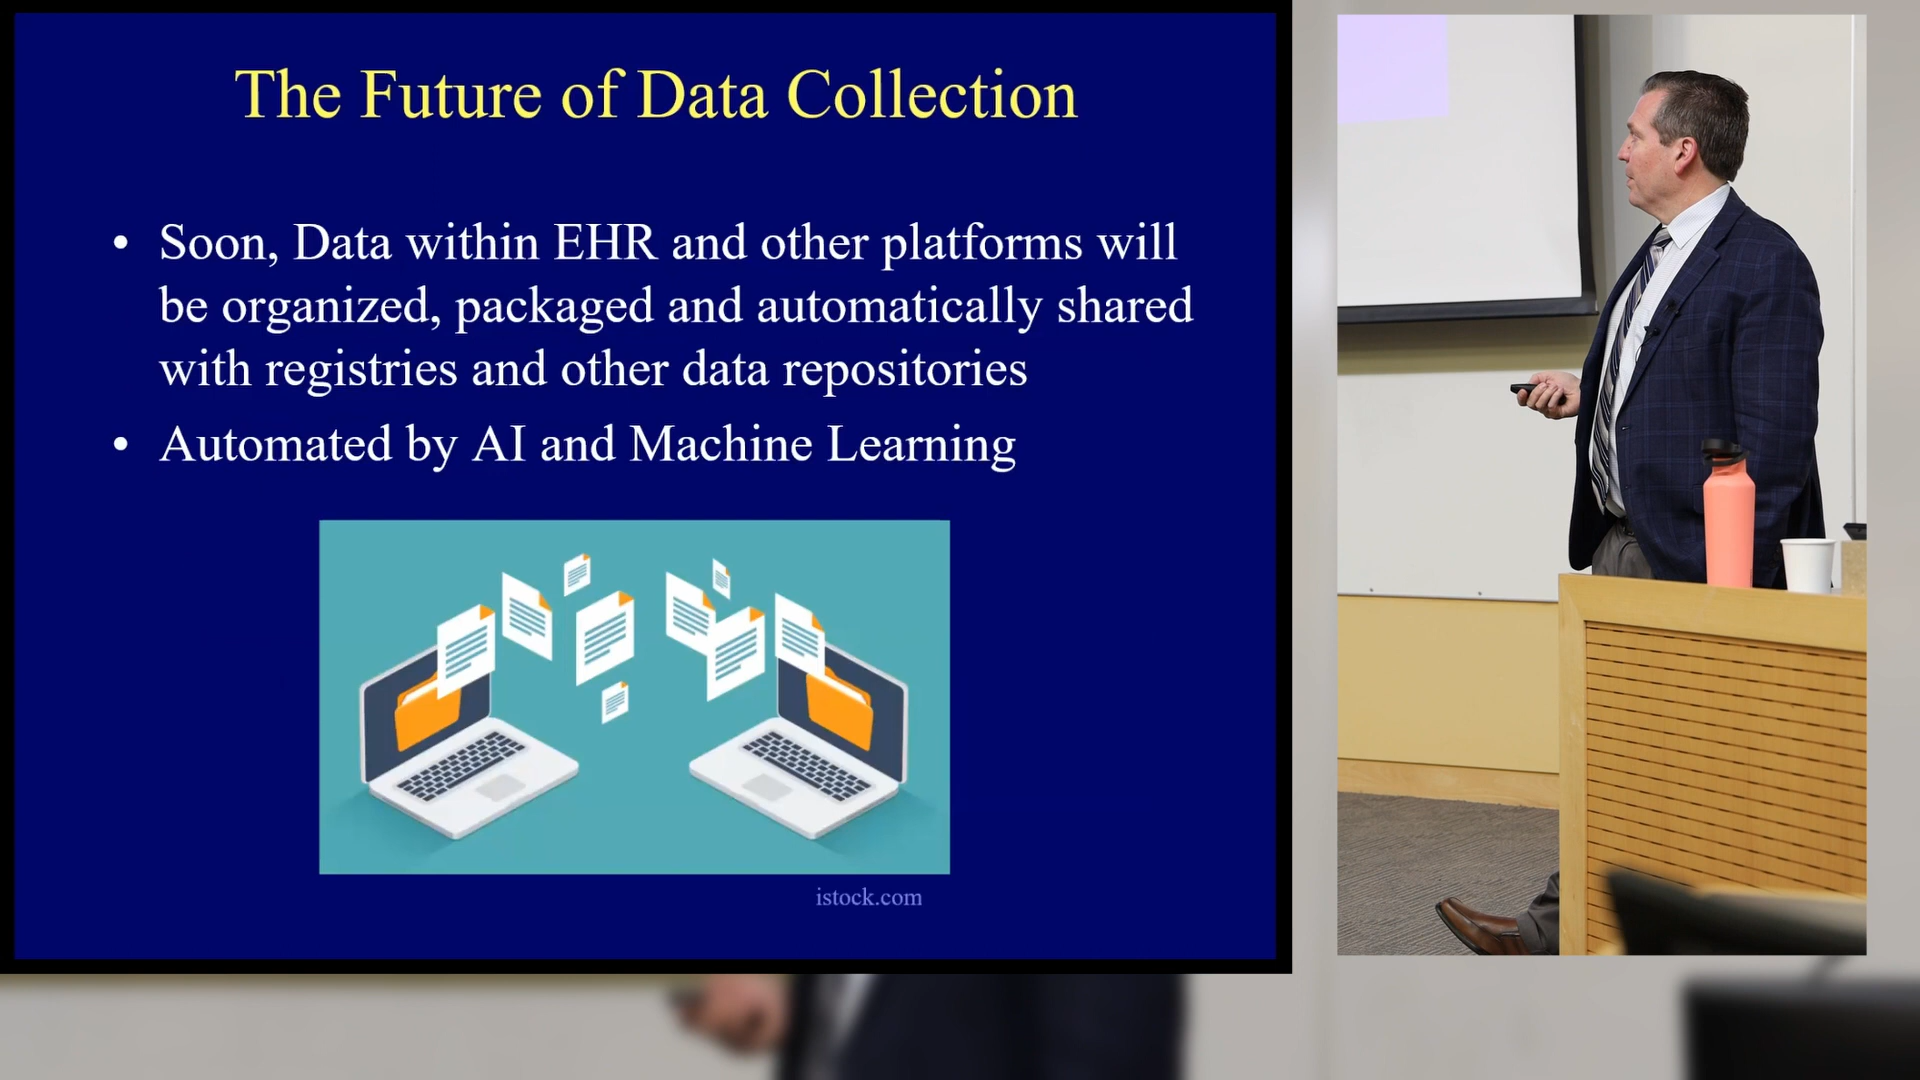 The Future of Data Collection
• Soon, Data within EHR and other platforms will
be organized, packaged and automatically shared
with registries and other data repositories
• Automated by AI and Machine Learning
istock.com